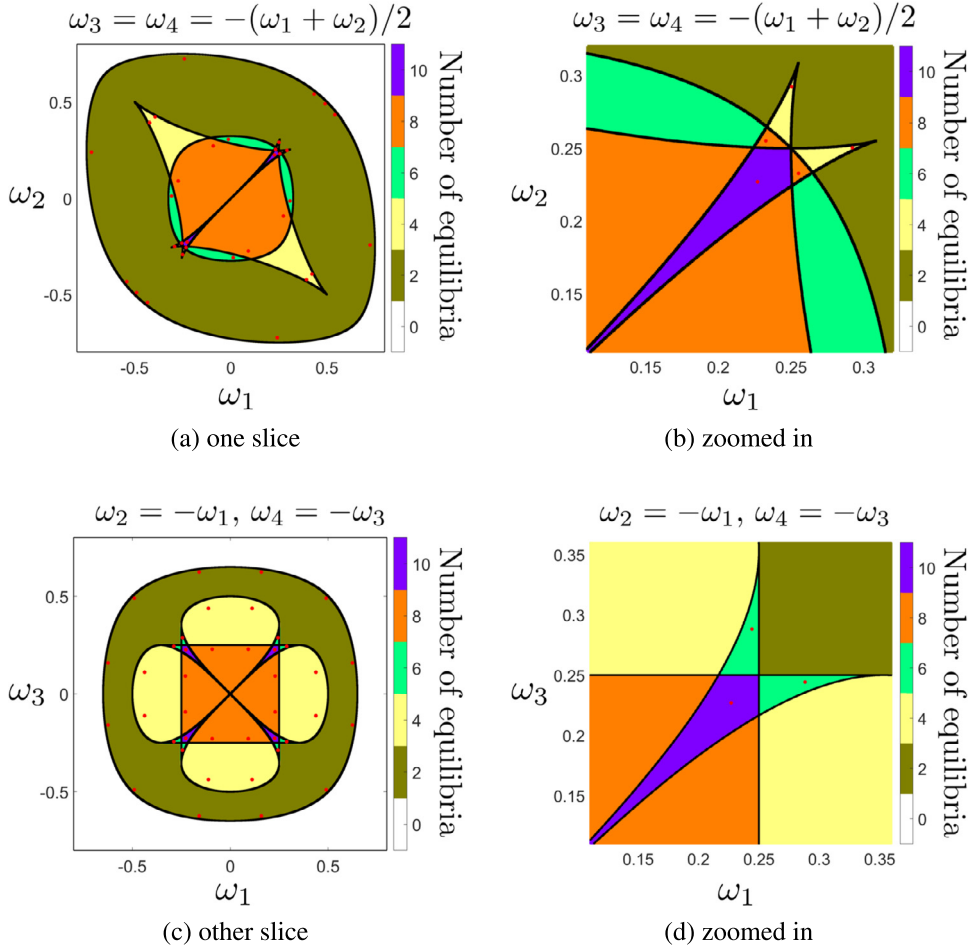 ω₃ = ω₄ = −(ω₁ + ω₂)/2
ω₂
0.5
0
-0.5
-0.5
0
0.5
ω₁
10
8
6
4
2
0
Number of equilibria
(a) one slice
ω₃ = ω₄ = −(ω₁ + ω₂)/2
ω₂
0.3
0.25
0.2
0.15
0.15
0.2
0.25
0.3
ω₁
10
8
6
4
2
0
Number of equilibria
(b) zoomed in
ω₂ = −ω₁, ω₄ = −ω₃
ω₃
0.5
0
-0.5
-0.5
0
0.5
ω₁
10
8
6
4
2
0
Number of equilibria
(c) other slice
ω₂ = −ω₁, ω₄ = −ω₃
ω₃
0.35
0.3
0.25
0.2
0.15
0.15
0.2
0.25
0.3
0.35
ω₁
10
8
6
4
2
0
Number of equilibria
(d) zoomed in